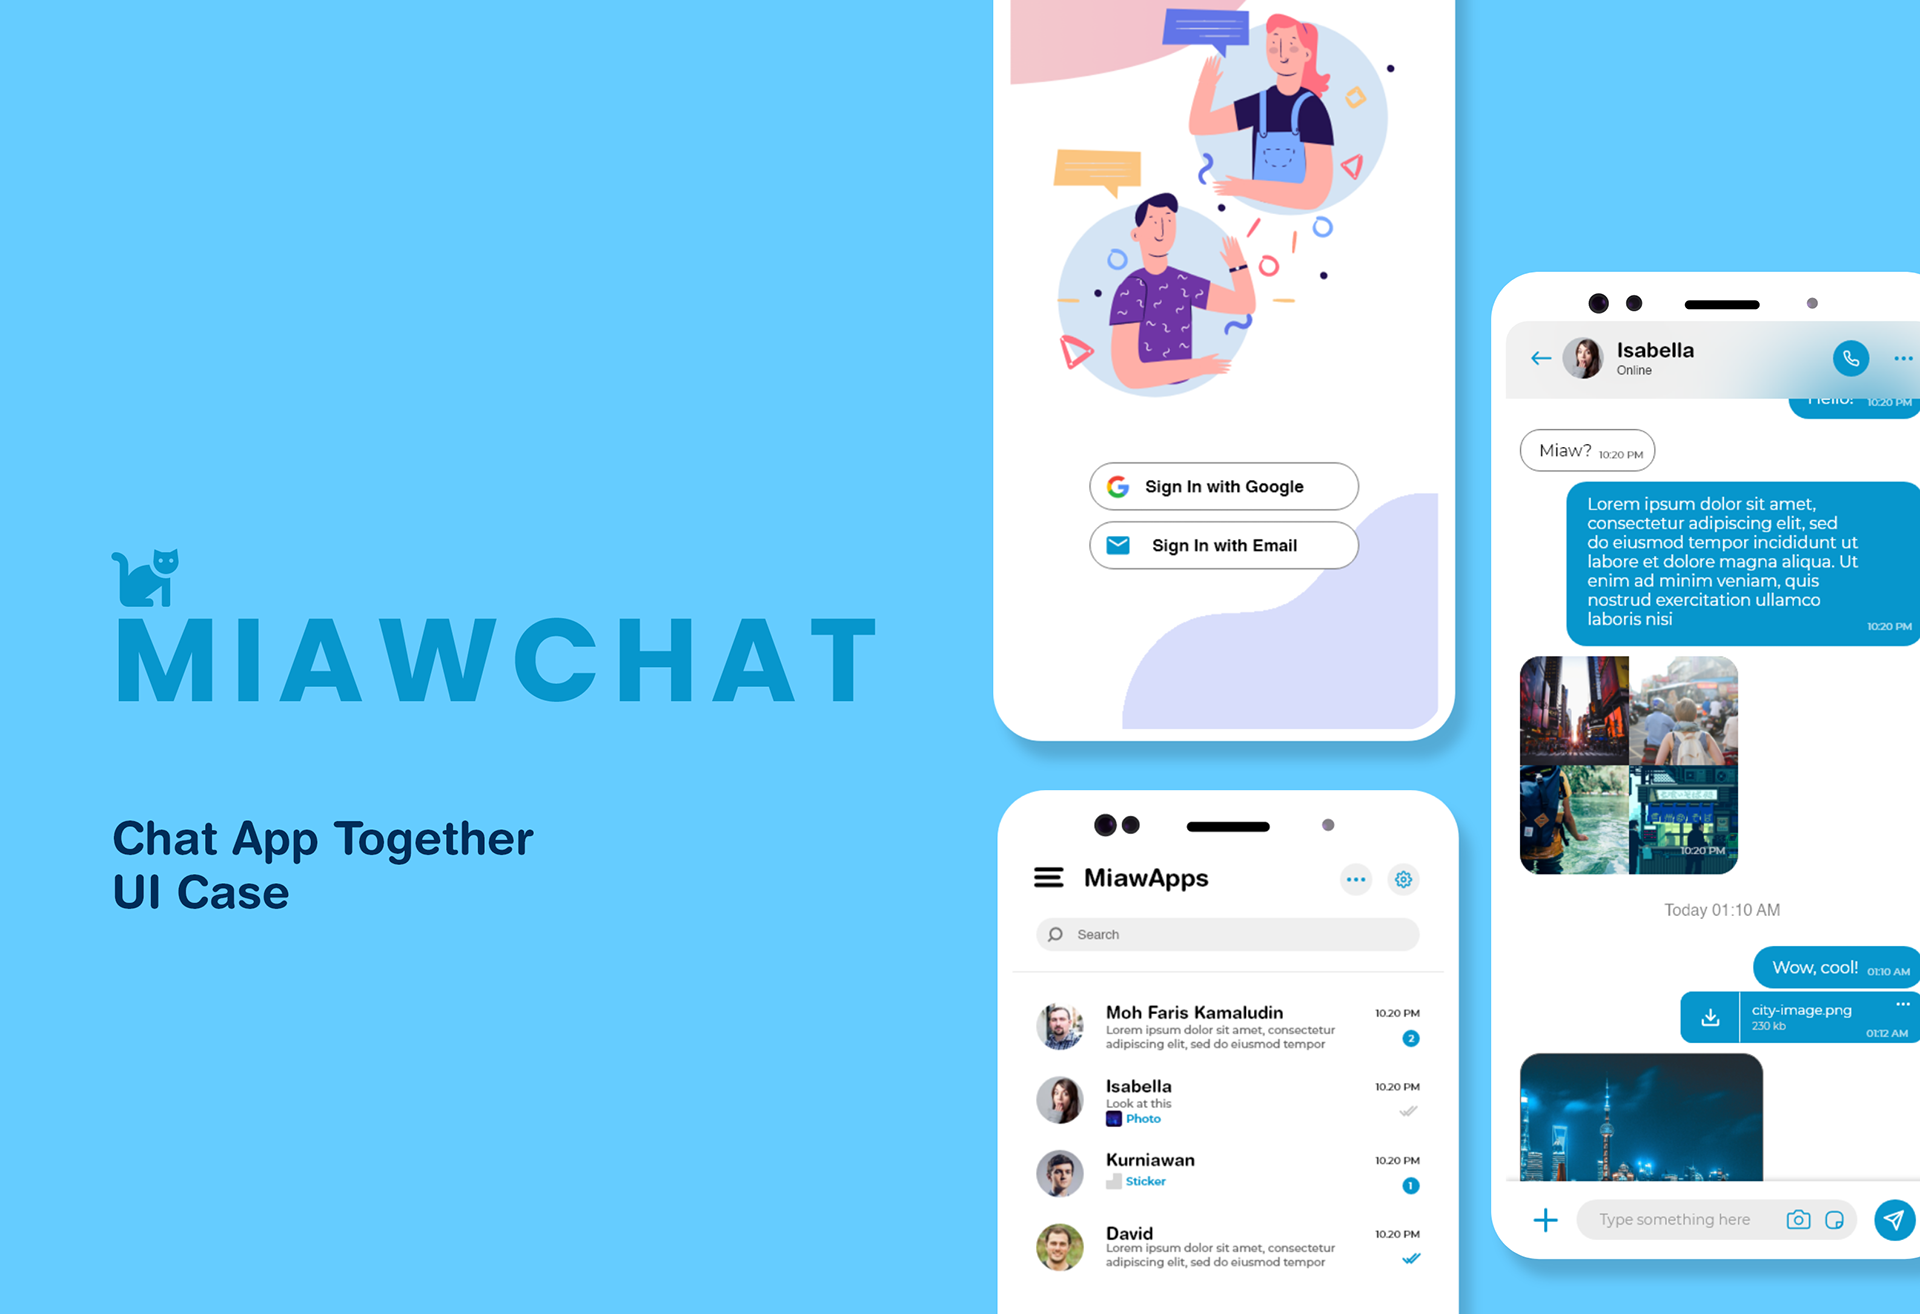 MIAWCHAT
Chat App Together
UI Case
Sign In with Google
Sign In with Email
MiawApps
Search
Moh Faris Kamaludin
10.20 PM
Lorem ipsum dolor sit amet, consectetur
adipiscing elit, sed do eiusmod tempor
2
Isabella
10.20 PM
Look at this
Photo
Kurniawan
10.20 PM
Sticker
1
David
10.20 PM
Lorem ipsum dolor sit amet, consectetur
adipiscing elit, sed do eiusmod tempor
Isabella
Online
Hello! 10:20 PM
Miaw? 10:20 PM
Lorem ipsum dolor sit amet,
consectetur adipiscing elit, sed
do eiusmod tempor incididunt ut
labore et dolore magna aliqua. Ut
enim ad minim veniam, quis
nostrud exercitation ullamco
laboris nisi
10:20 PM
10:20 PM
Today 01:10 AM
Wow, cool! 01:10 AM
city-image.png
230 kb
01:12 AM
Type something here